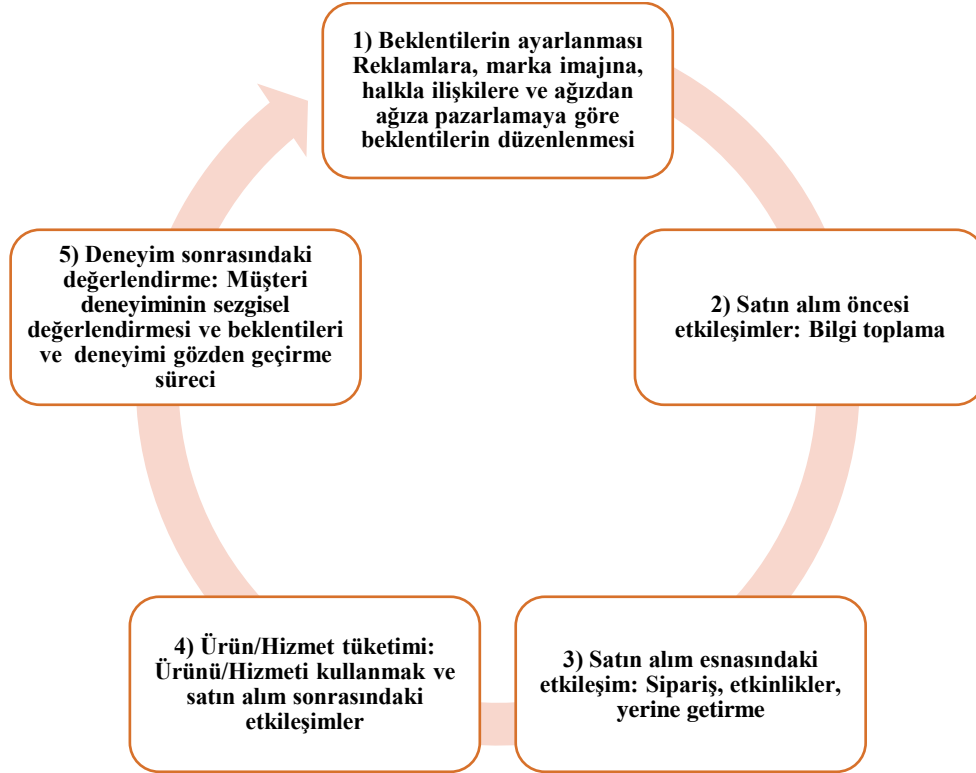 1) Beklentilerin ayarlanması
Reklamlara, marka imajına,
halkla ilişkilere ve ağızdan
ağıza pazarlamaya göre
beklentilerin düzenlenmesi
2) Satın alım öncesi
etkileşimler: Bilgi toplama
3) Satın alım esnasındaki
etkileşim: Sipariş, etkinlikler,
yerine getirme
4) Ürün/Hizmet tüketimi:
Ürünü/Hizmeti kullanmak ve
satın alım sonrasındaki
etkileşimler
5) Deneyim sonrasındaki
değerlendirme: Müşteri
deneyiminin sezgisel
değerlendirmesi ve beklentileri
ve deneyimi gözden geçirme
süreci